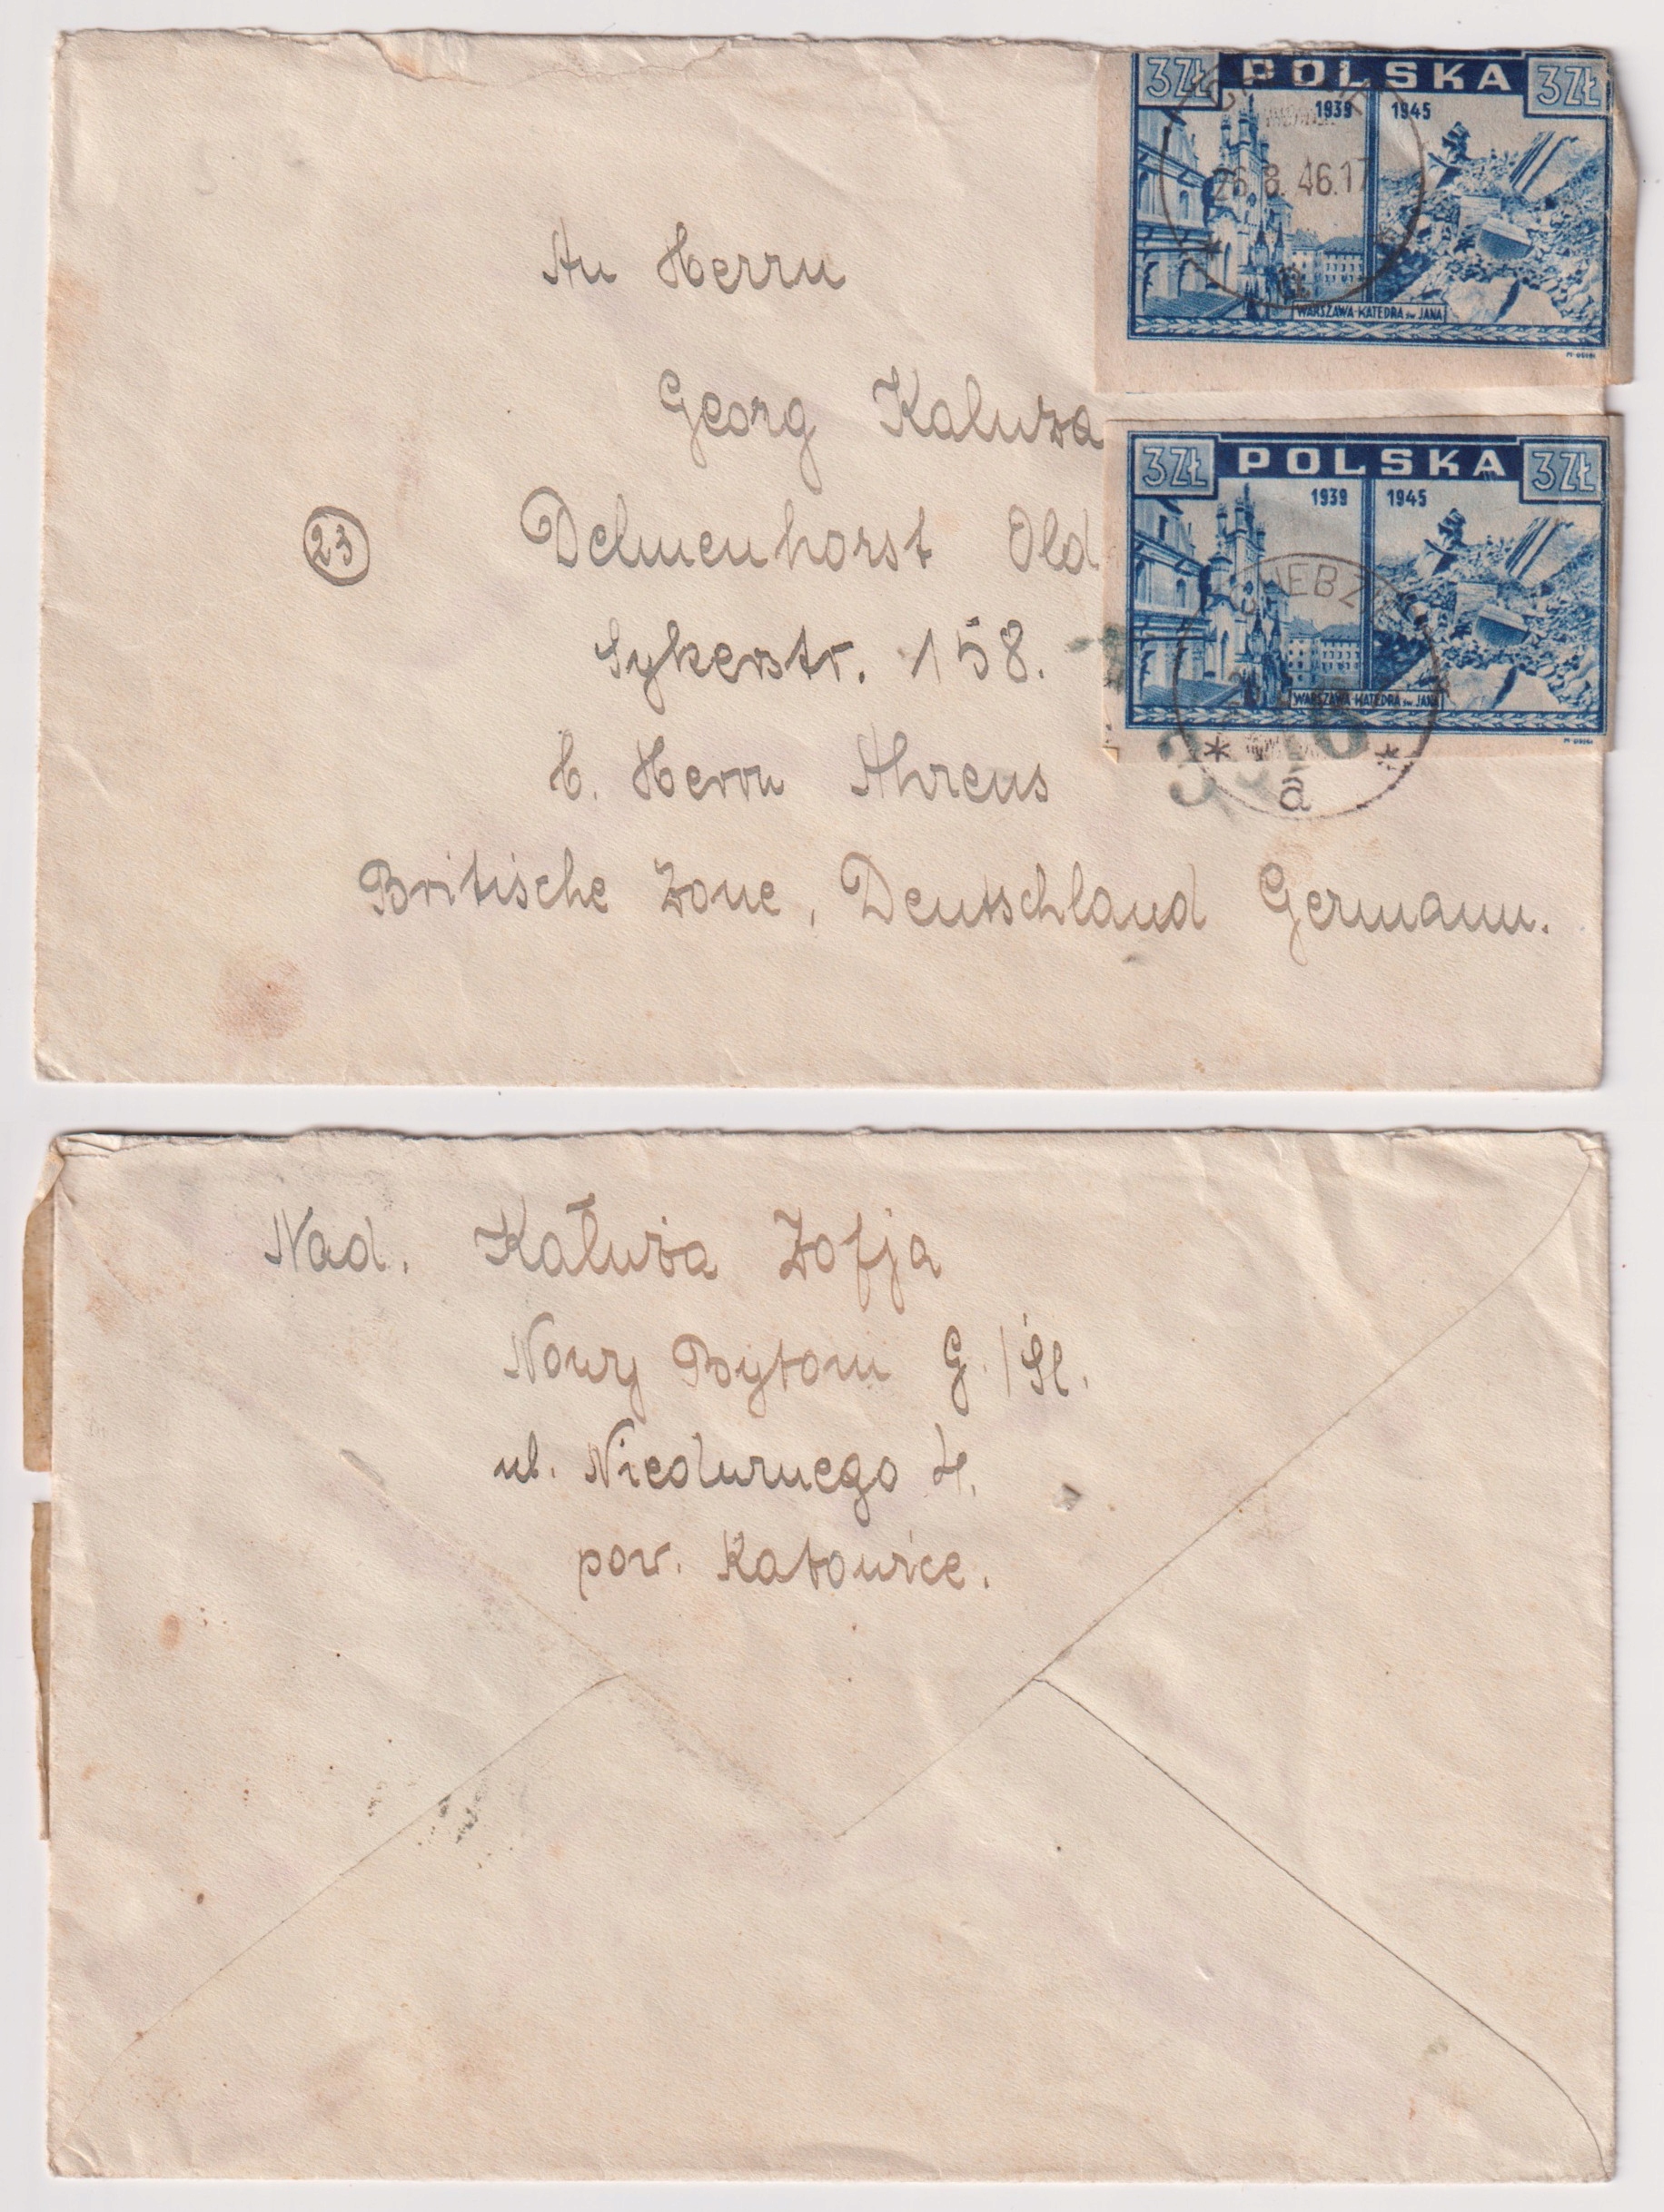 3ZŁ POLSKA 3ZŁ
1939 1945
26.8.46.17
WARSZAWA-KATEDRA św. JANA
An Herrn
Georg Kaluza
3ZŁ POLSKA 3ZŁ
1939 1945
23 Delmenhorst Old
Sykerstr. 158.
WARSZAWA-KATEDRA św. JANA
a
b. Herrn Ahrens
Britische Zone, Deutschland Germann.
Nad. Kałuża Zofja
Nowy Bytom G./Śl.
ul. Niedurnego 4.
pow. Katowice.